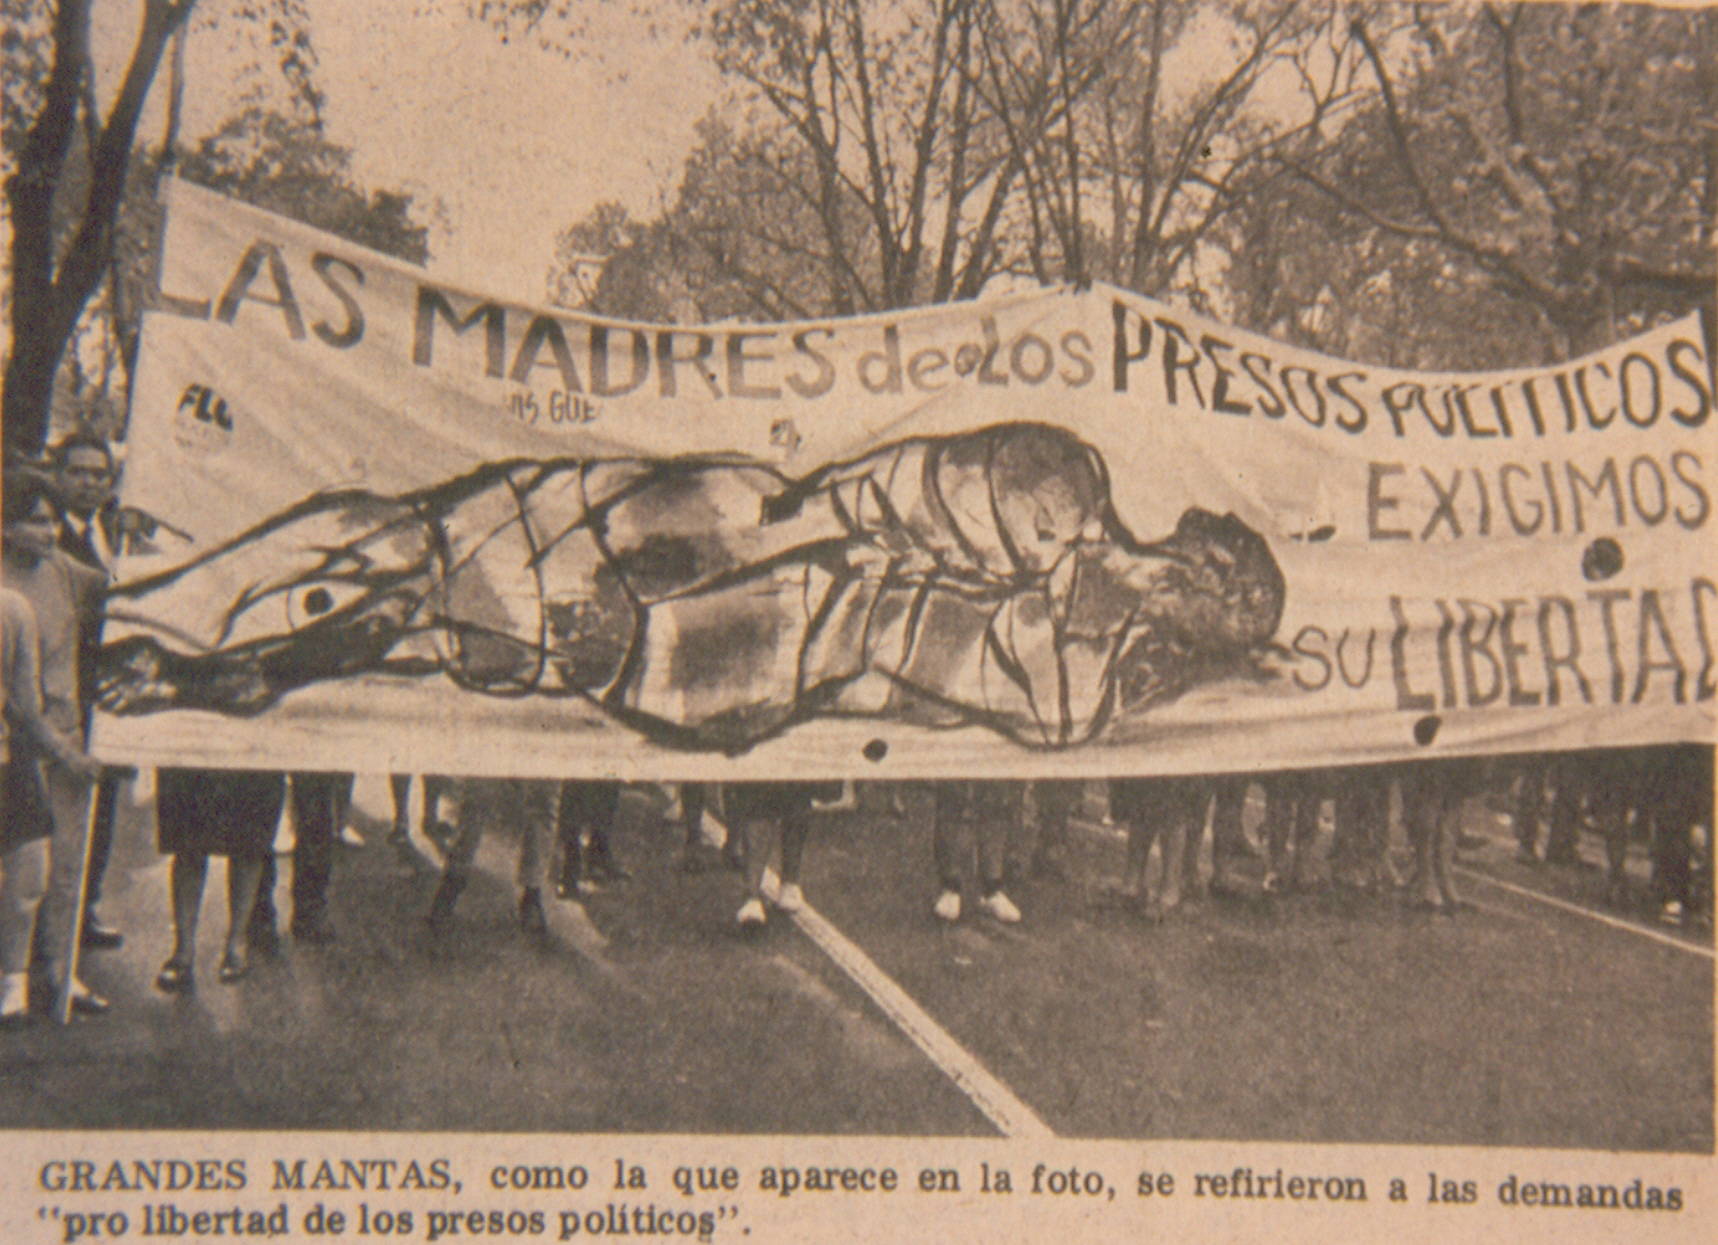 LAS MADRES de LOS PRESOS POLITICOS
EXIGIMOS
SU LIBERTAD
GRANDES MANTAS, como la que aparece en la foto, se refirieron a las demandas
“pro libertad de los presos políticos”.